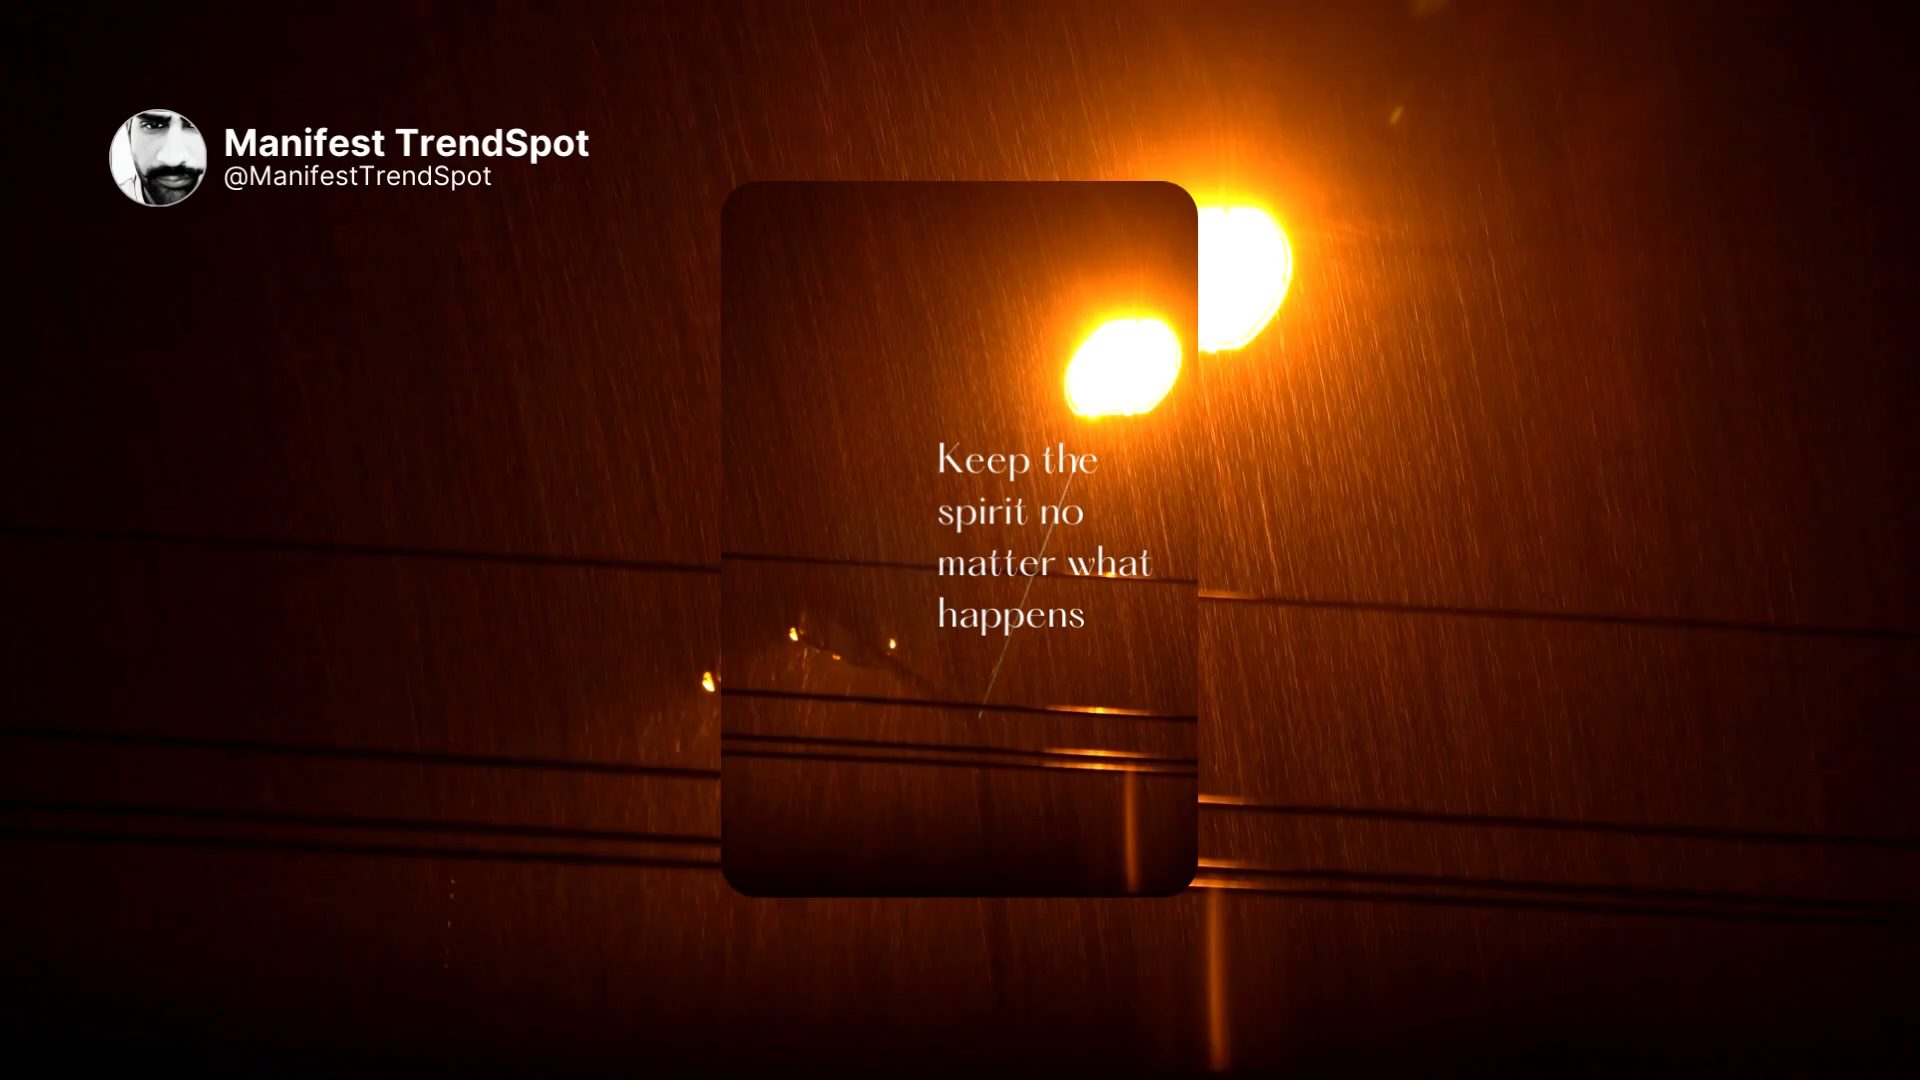 Manifest TrendSpot
@ManifestTrendSpot
Keep the
spirit no
matter what
happens